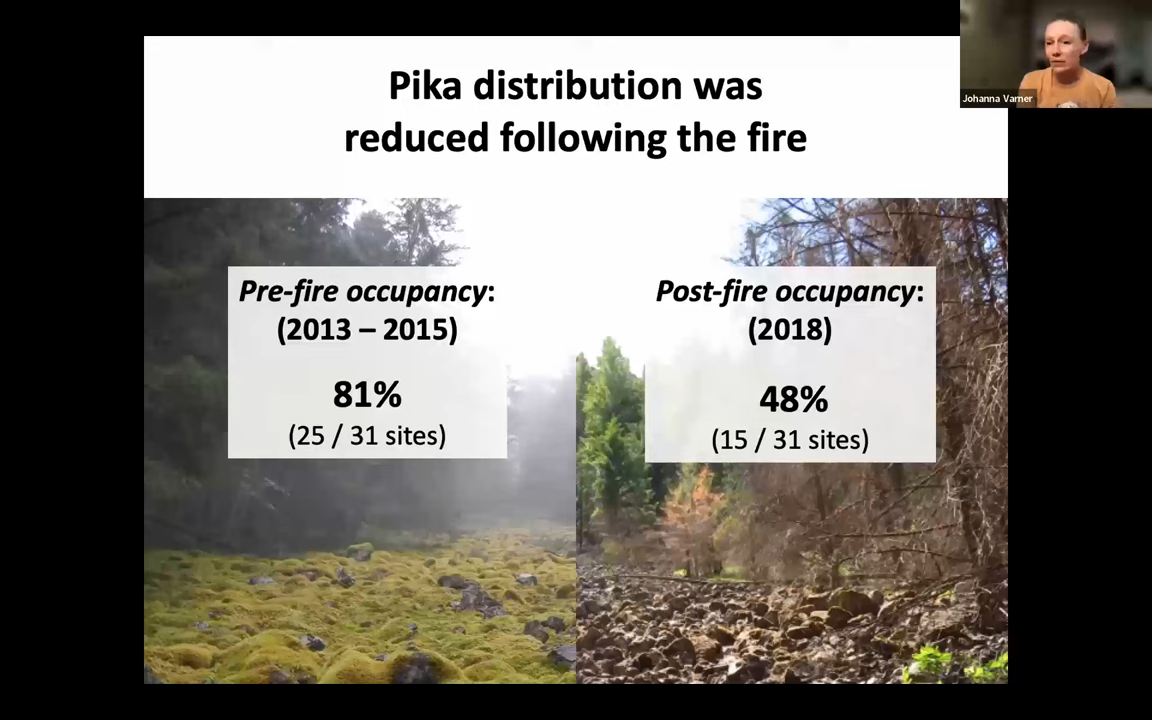 Pika distribution was
reduced following the fire
Johanna Varner
Pre-fire occupancy:
(2013 – 2015)
81%
(25 / 31 sites)
Post-fire occupancy:
(2018)
48%
(15 / 31 sites)